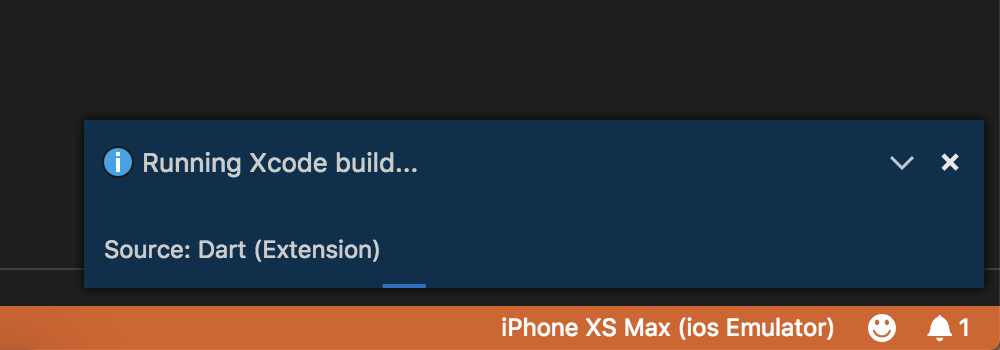 Running Xcode build...
Source: Dart (Extension)
iPhone XS Max (ios Emulator) 1